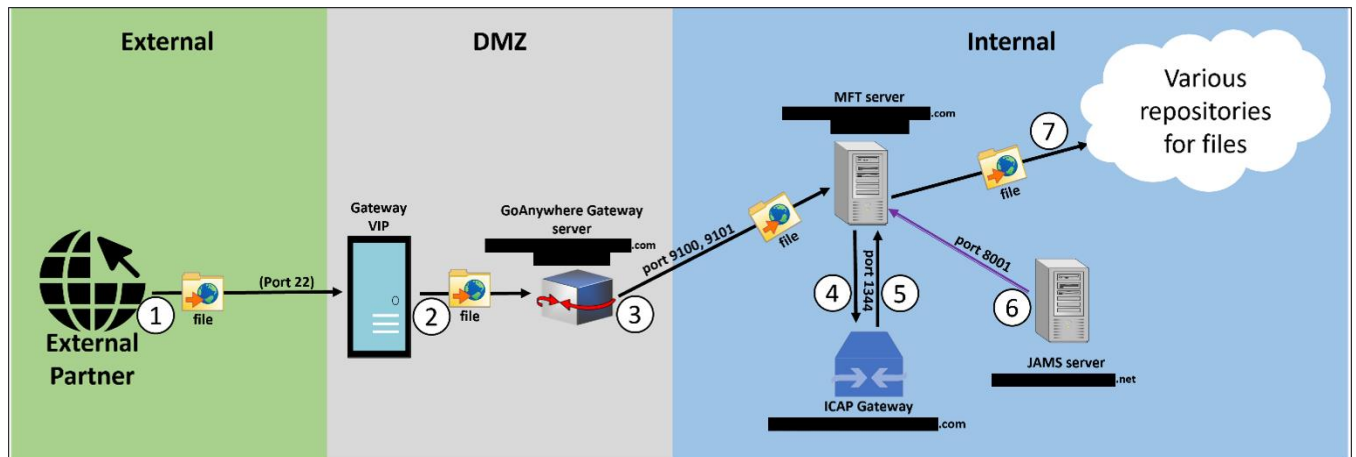 External
DMZ
Internal
MFT server
.com
Various
repositories
for files
7
file
Gateway
VIP
GoAnywhere Gateway
server
.com
port 9100, 9101
file
port 8001
(Port 22)
1
file
External
Partner
2
file
3
4
port 1344
5
6
JAMS server
.net
ICAP Gateway
.com